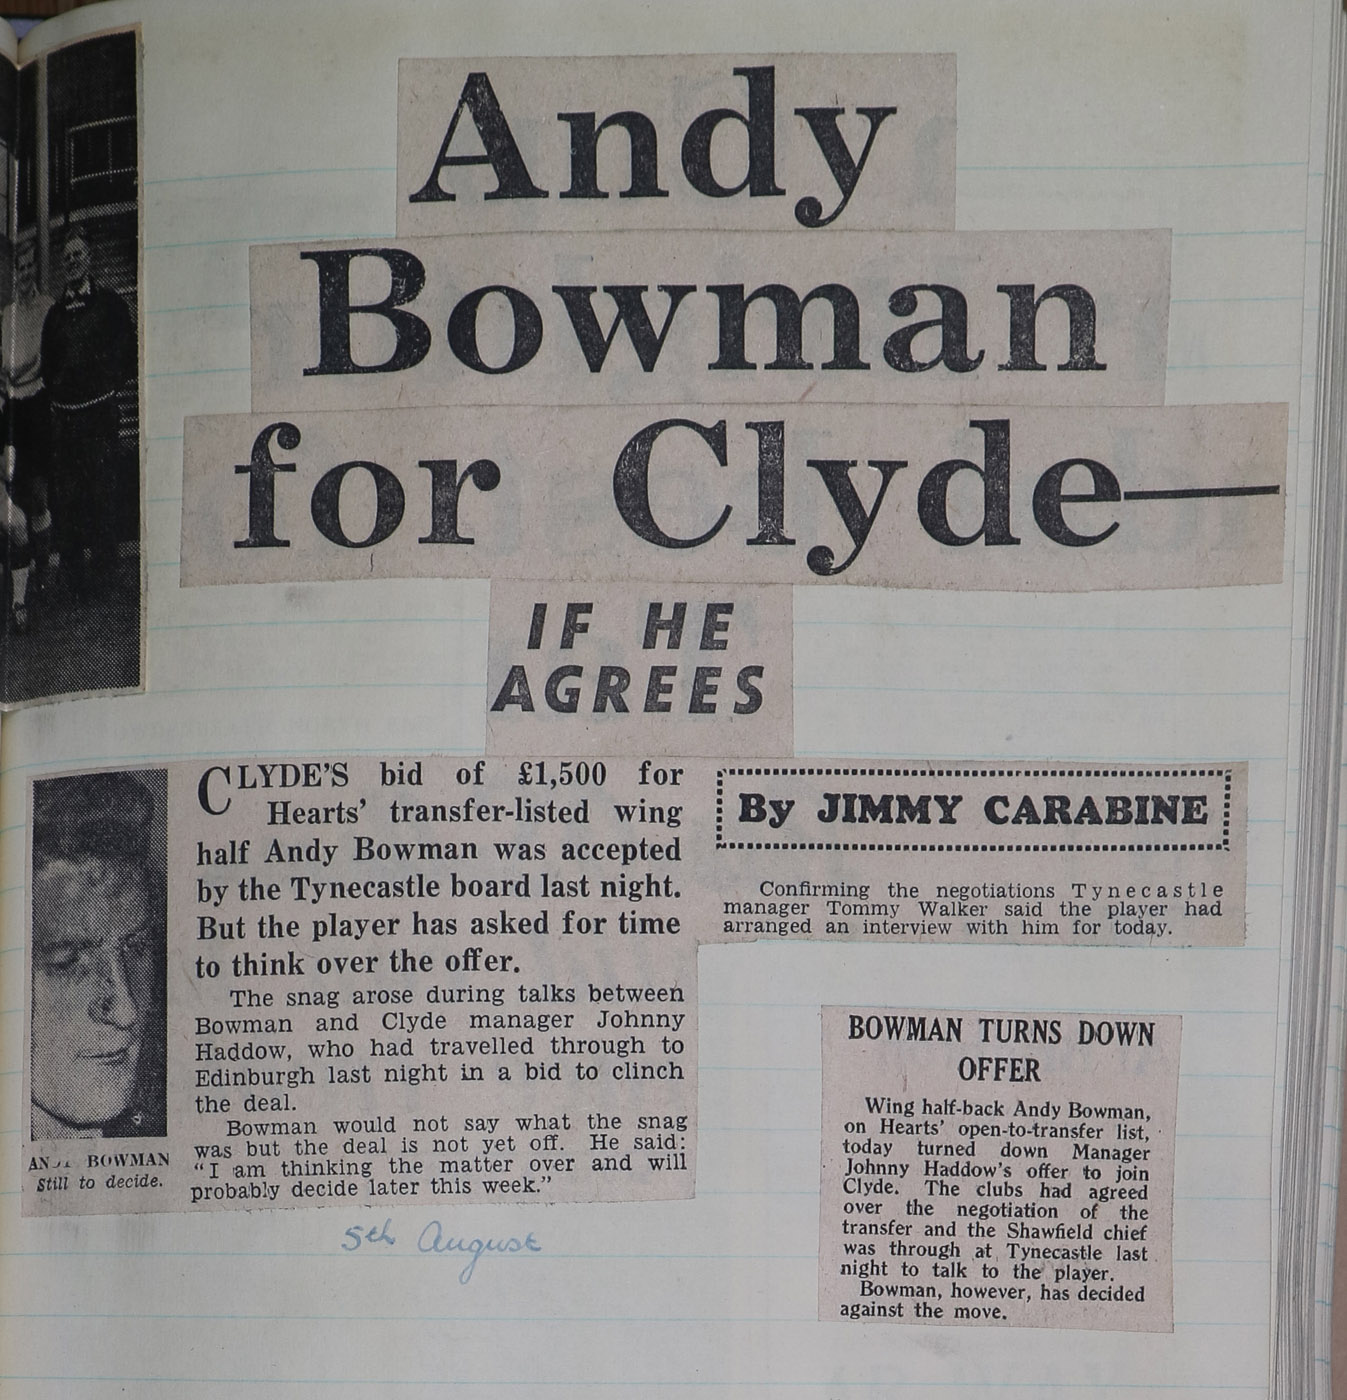 Andy
Bowman
for Clyde—
IF HE
AGREES
CLYDE'S bid of £1,500 for
Hearts' transfer-listed wing
half Andy Bowman was accepted
by the Tynecastle board last night.
But the player has asked for time
to think over the offer.
The snag arose during talks between
Bowman and Clyde manager Johnny
Haddow, who had travelled through to
Edinburgh last night in a bid to clinch
the deal.
Bowman would not say what the snag
was but the deal is not yet off. He said:
“I am thinking the matter over and will
probably decide later this week.”
BOWMAN
Still to decide.
5th August
By JIMMY CARABINE
Confirming the negotiations Tynecastle
manager Tommy Walker said the player had
arranged an interview with him for today.
BOWMAN TURNS DOWN
OFFER
Wing half-back Andy Bowman,
on Hearts' open-to-transfer list,
today turned down Manager
Johnny Haddow's offer to join
Clyde. The clubs had agreed
over the negotiation of the
transfer and the Shawfield chief
was through at Tynecastle last
night to talk to the player.
Bowman, however, has decided
against the move.